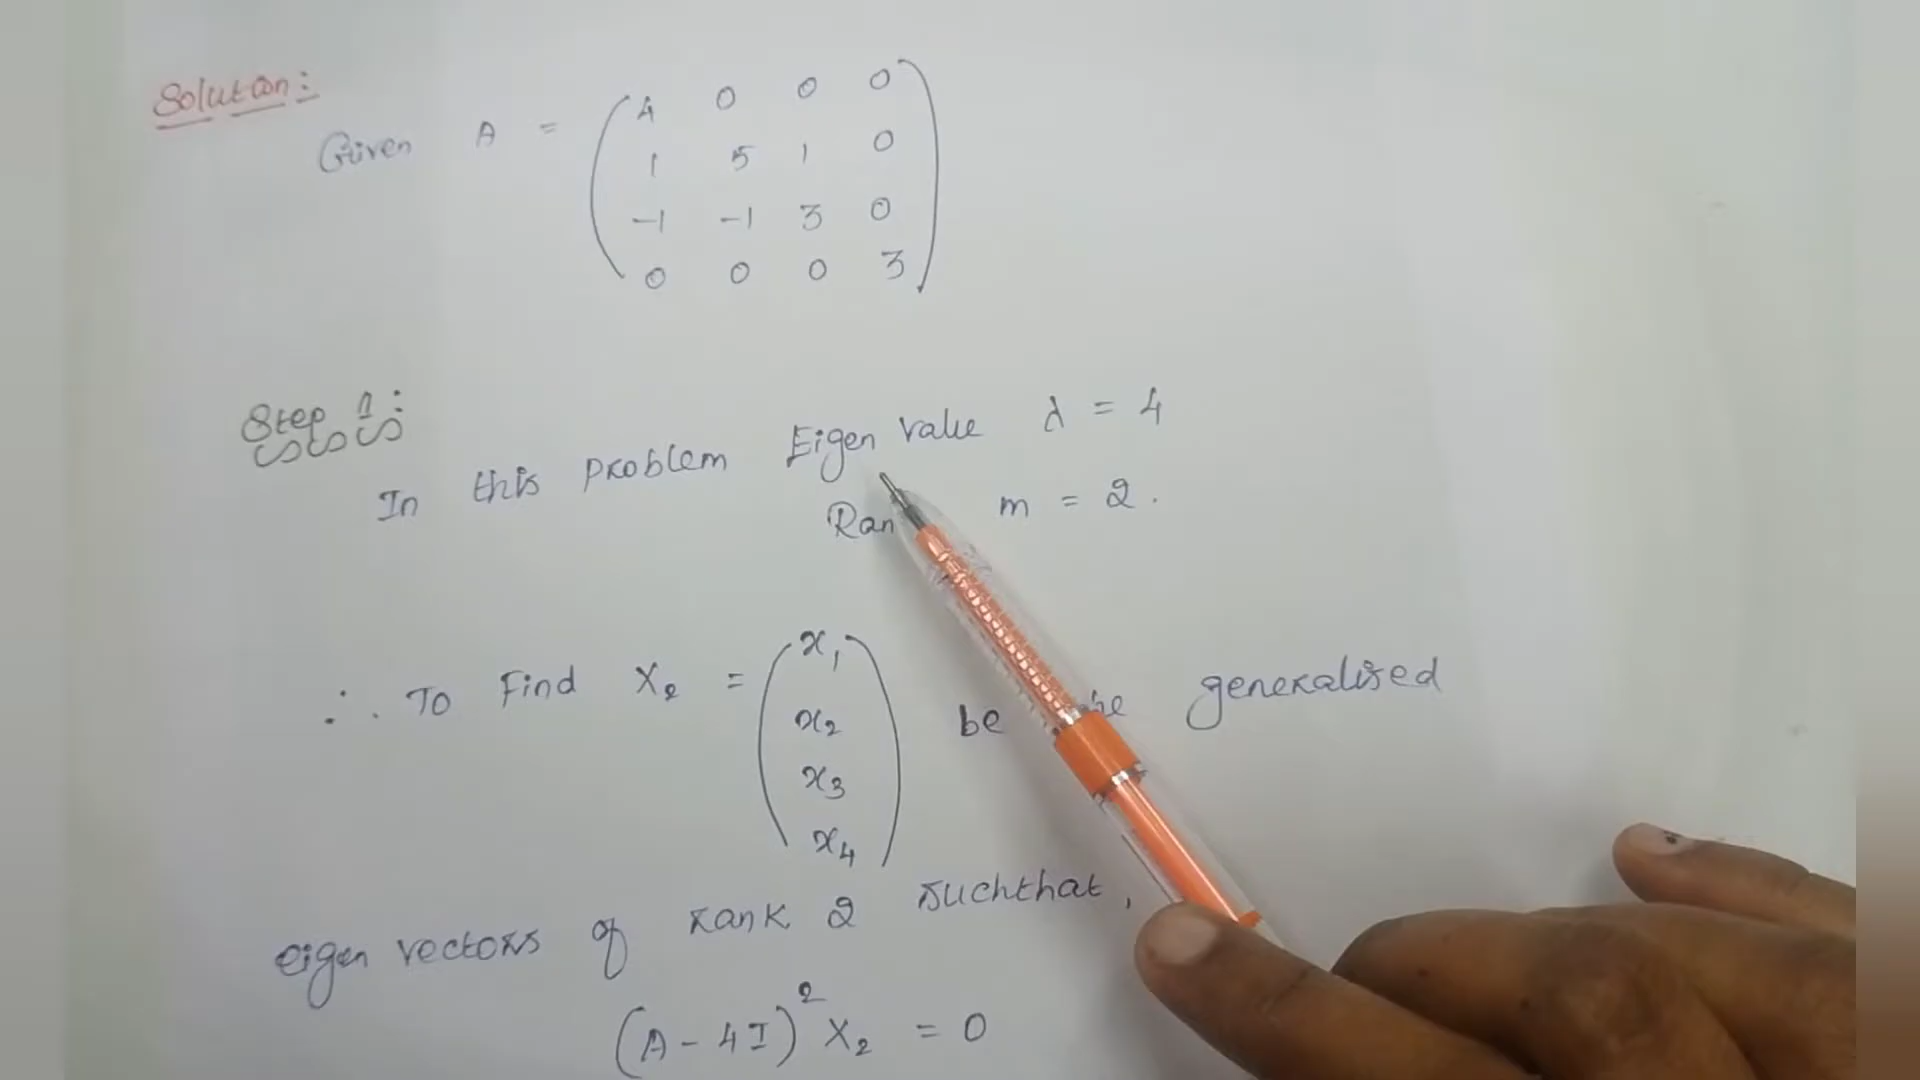 Solution:
Given A = ( 4 0 0 0
1 5 1 0
-1 -1 3 0
0 0 0 3 )
Step 1:
In this problem Eigen value λ = 4
Ran m = 2.
∴ To Find X₂ = ( x₁
x₂
x₃
x₄ ) be generalised
eigen vectors of rank 2 suchthat,
(A - 4I)² X₂ = 0